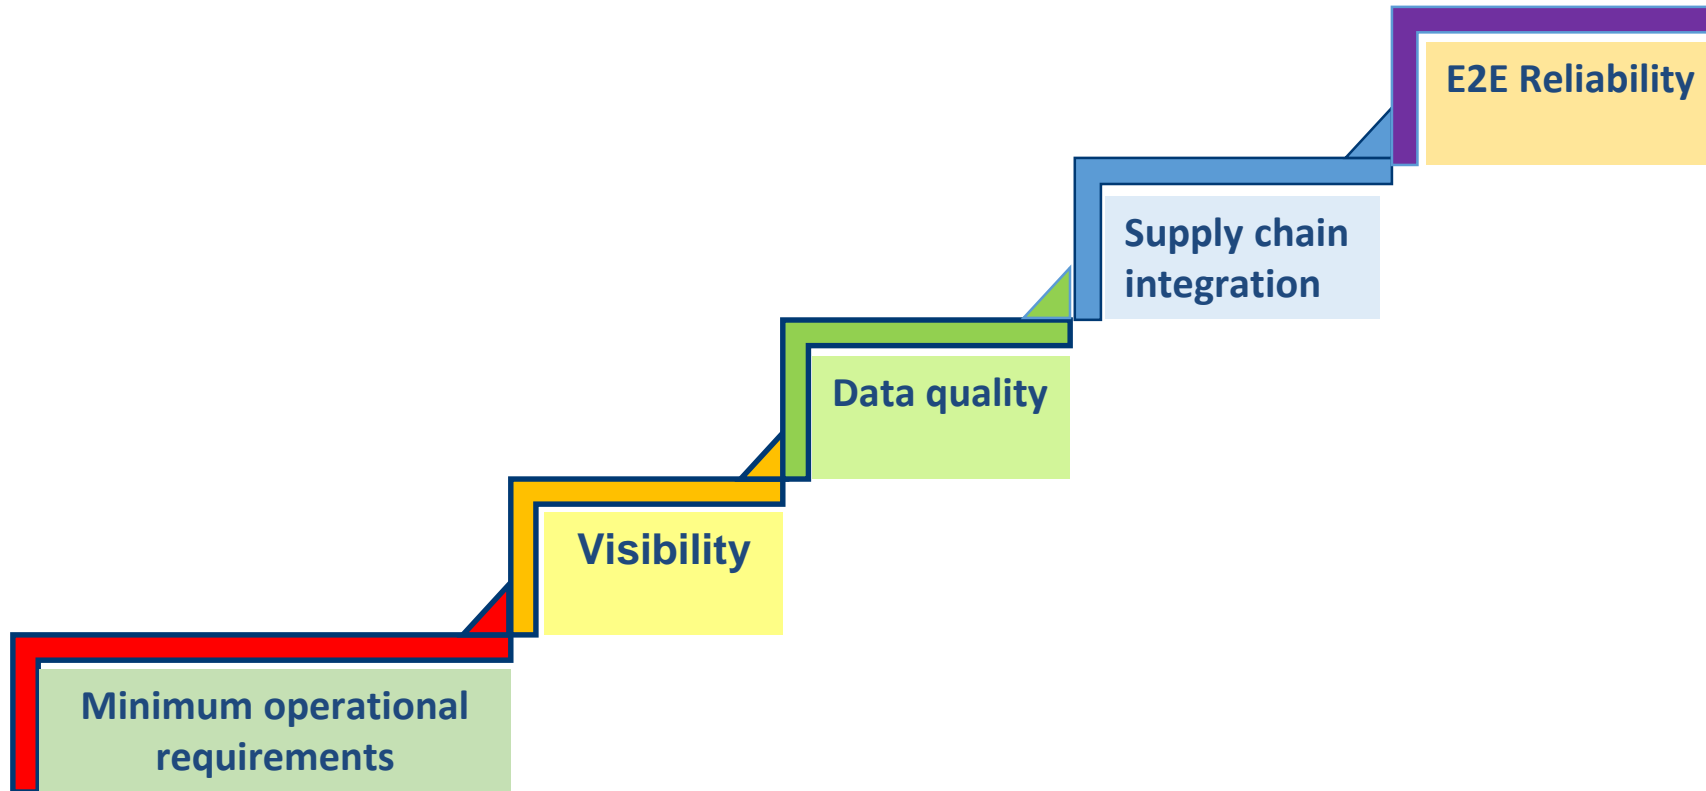 E2E Reliability
Supply chain
integration
Data quality
Visibility
Minimum operational
requirements